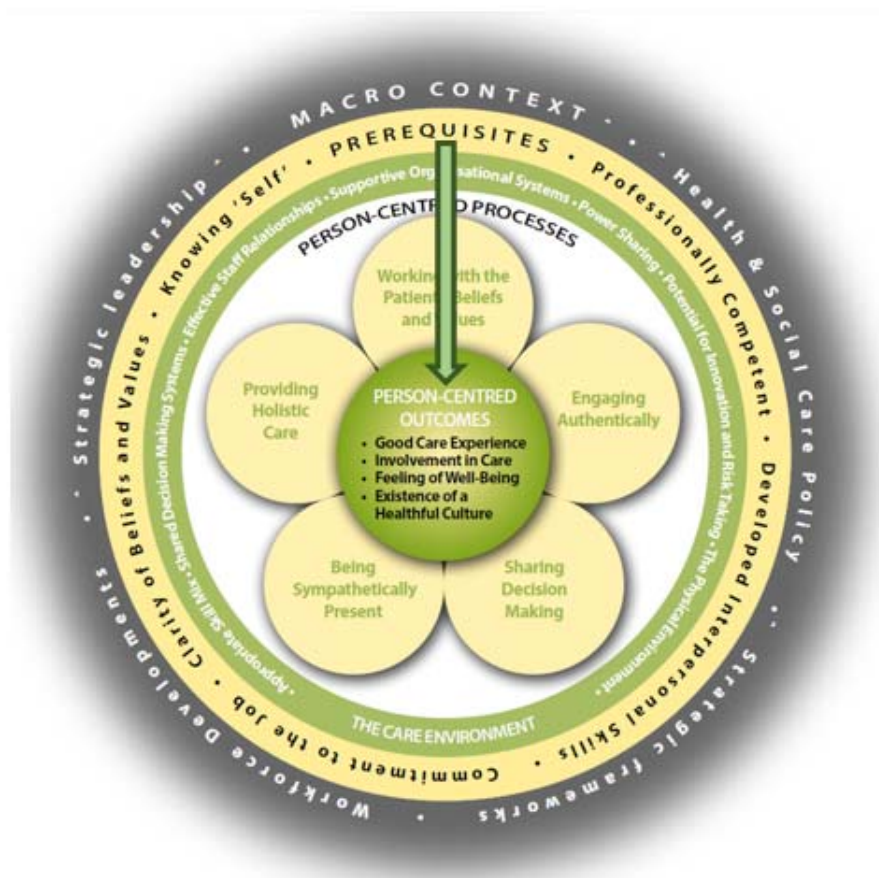 MACRO CONTEXT
Health & Social Care Policy
Strategic frameworks
Workforce Developments
Strategic leadership
PREREQUISITES
Professionally Competent
Developed Interpersonal Skills
Commitment to the Job
Clarity of Beliefs and Values
Knowing 'Self'
THE CARE ENVIRONMENT
Appropriate Skill Mix
Shared Decision Making Systems
Effective Staff Relationships
Supportive sational Systems
Power Sharing
Potential for Innovation and Risk Taking
The Physical Environment
PERSON-CENTRED PROCESSES
Working with the
Patient Beliefs
and
Engaging
Authentically
Sharing
Decision
Making
Being
Sympathetically
Present
Providing
Holistic
Care
PERSON-CENTRED
OUTCOMES
• Good Care Experience
• Involvement in Care
• Feeling of Well-Being
• Existence of a
Healthful Culture